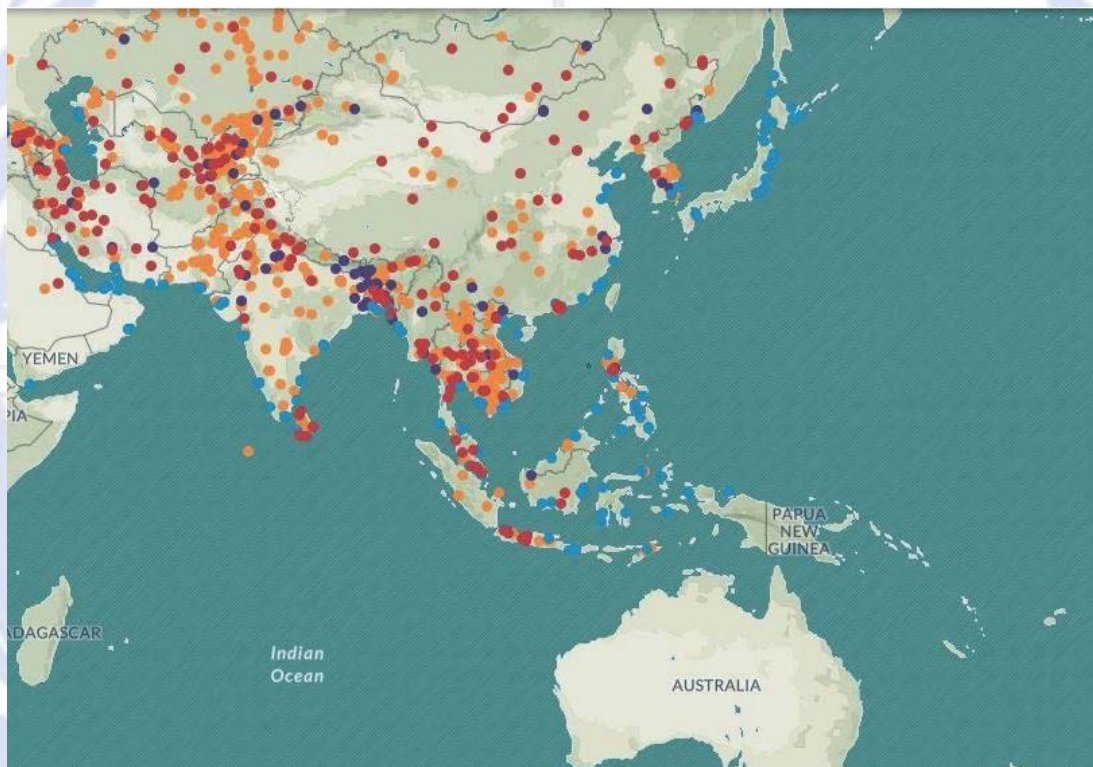 YEMEN
PIA
PAPUA
NEW
GUINEA
ADAGASCAR
Indian
Ocean
AUSTRALIA